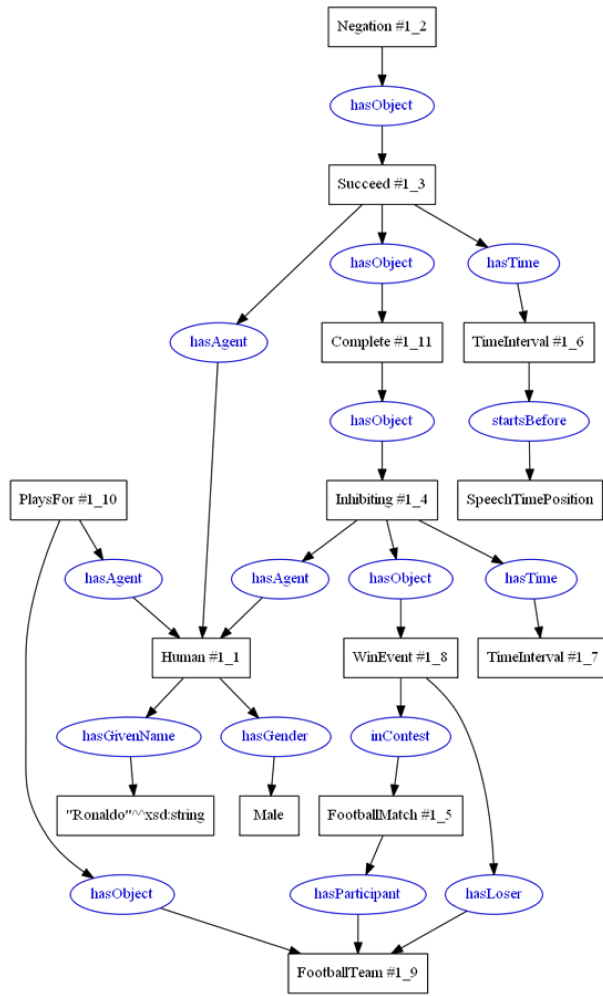 Negation #1_2
hasObject
Succeed #1_3
hasObject
hasTime
hasAgent
Complete #1_11
TimeInterval #1_6
hasObject
startsBefore
PlaysFor #1_10
Inhibiting #1_4
SpeechTimePosition
hasAgent
hasAgent
hasObject
hasTime
Human #1_1
WinEvent #1_8
TimeInterval #1_7
hasGivenName
hasGender
inContest
"Ronaldo"^^xsd:string
Male
FootballMatch #1_5
hasObject
hasParticipant
hasLoser
FootballTeam #1_9